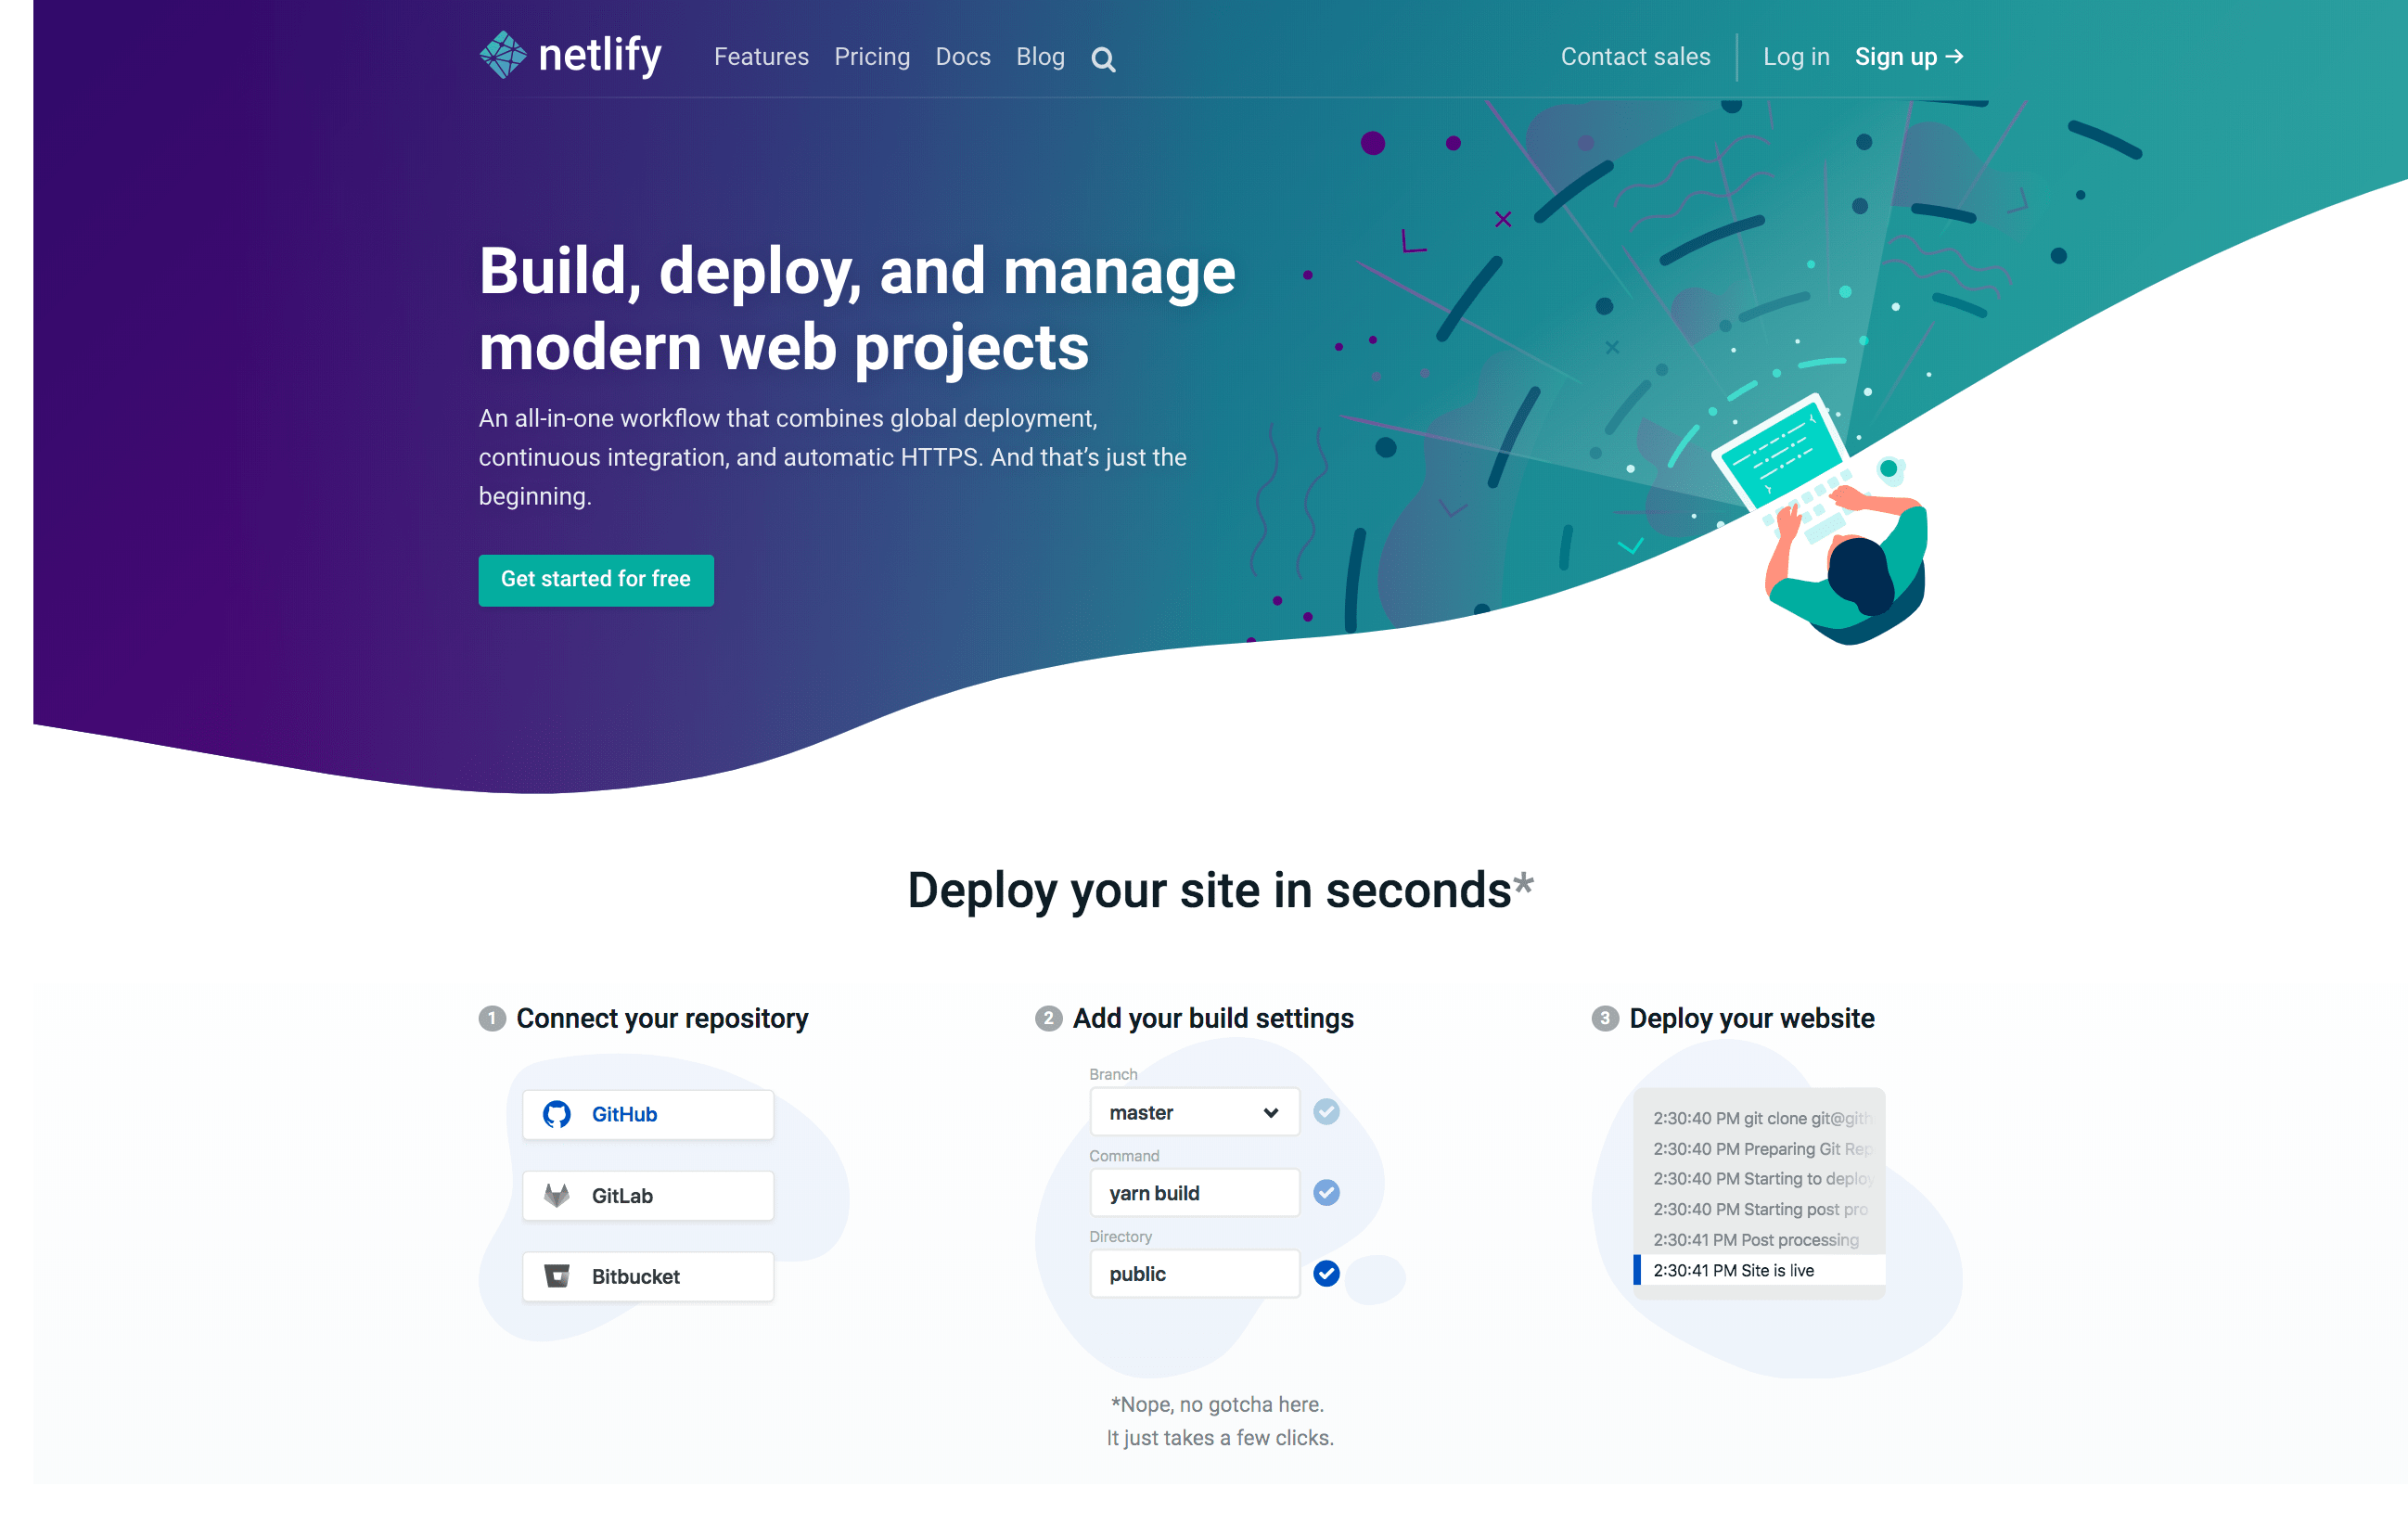 netlify Features Pricing Docs Blog Contact sales Log in Sign up →
Build, deploy, and manage
modern web projects
An all-in-one workflow that combines global deployment,
continuous integration, and automatic HTTPS. And that’s just the
beginning.
Get started for free
Deploy your site in seconds*
1 Connect your repository
GitHub
GitLab
Bitbucket
2 Add your build settings
Branch
master
Command
yarn build
Directory
public
3 Deploy your website
2:30:40 PM git clone git@gith
2:30:40 PM Preparing Git Rep
2:30:40 PM Starting to deploy
2:30:40 PM Starting post pro
2:30:41 PM Post processing
2:30:41 PM Site is live
*Nope, no gotcha here.
It just takes a few clicks.